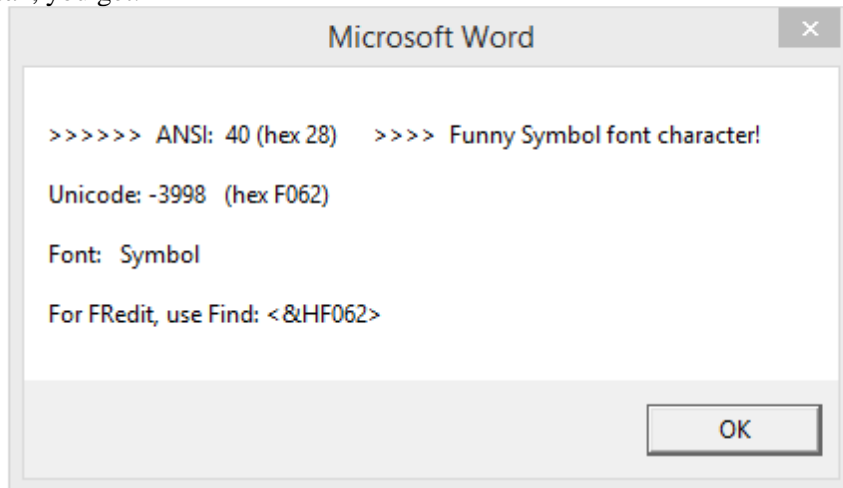 you get:
Microsoft Word
>>>>>> ANSI: 40 (hex 28) >>>> Funny Symbol font character!
Unicode: -3998 (hex F062)
Font: Symbol
For FRedit, use Find: <&HF062>
OK